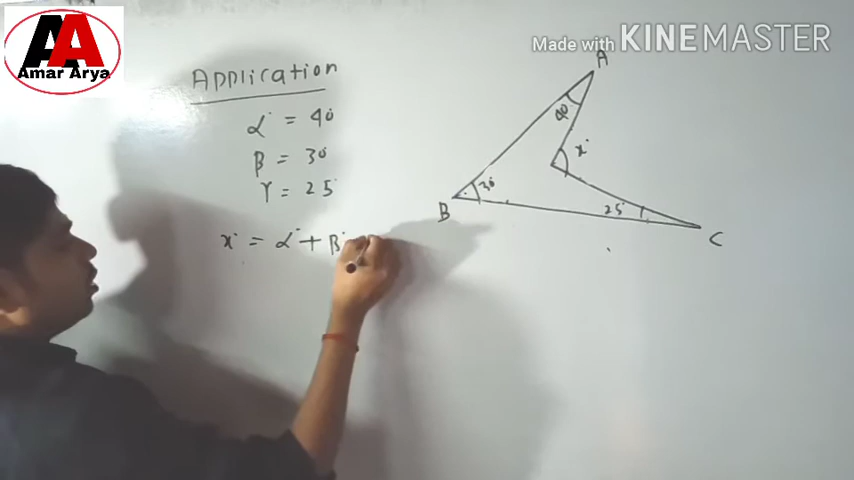 AA
Amar Arya
Made with KINEMASTER
Application
α° = 40°
β° = 30°
γ = 25°
x° = α° + β°
A
40°
x°
30°
B
25°
C